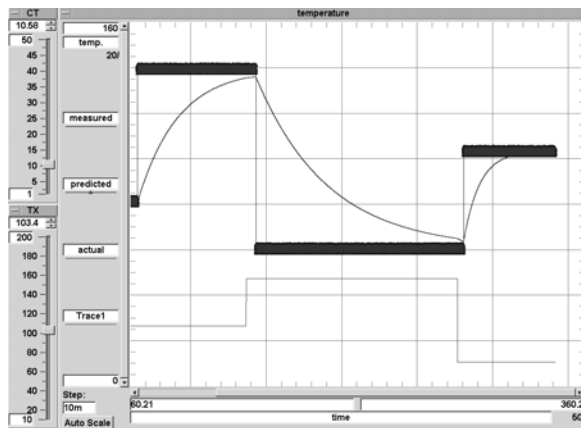 CT
10.58
50
45
40
35
30
25
20
15
10
5
1
TX
103.4
200
180
160
140
120
100
80
60
40
20
10
temperature
160
temp.
20/
measured
predicted
actual
Trace1
0
Step:
10m
Auto Scale
60.21
360.2
time